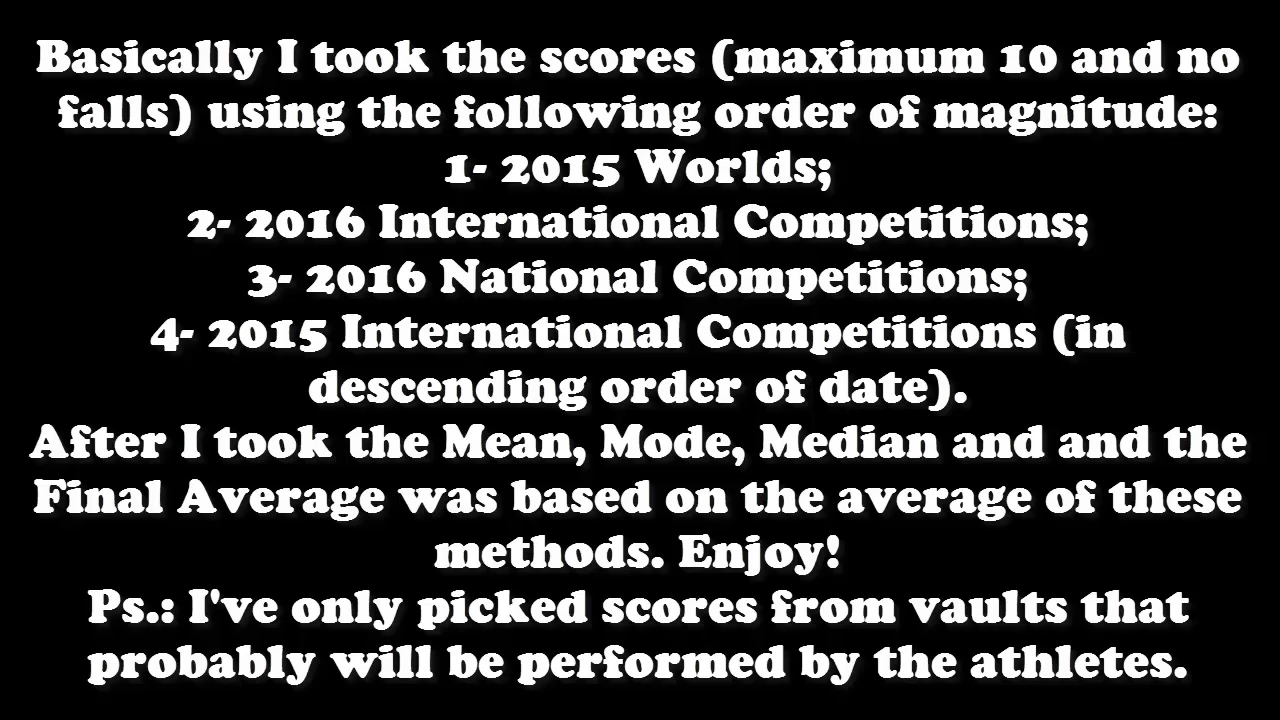 Basically I took the scores (maximum 10 and no
falls) using the following order of magnitude:
1- 2015 Worlds;
2- 2016 International Competitions;
3- 2016 National Competitions;
4- 2015 International Competitions (in
descending order of date).
After I took the Mean, Mode, Median and and the
Final Average was based on the average of these
methods. Enjoy!
Ps.: I've only picked scores from vaults that
probably will be performed by the athletes.